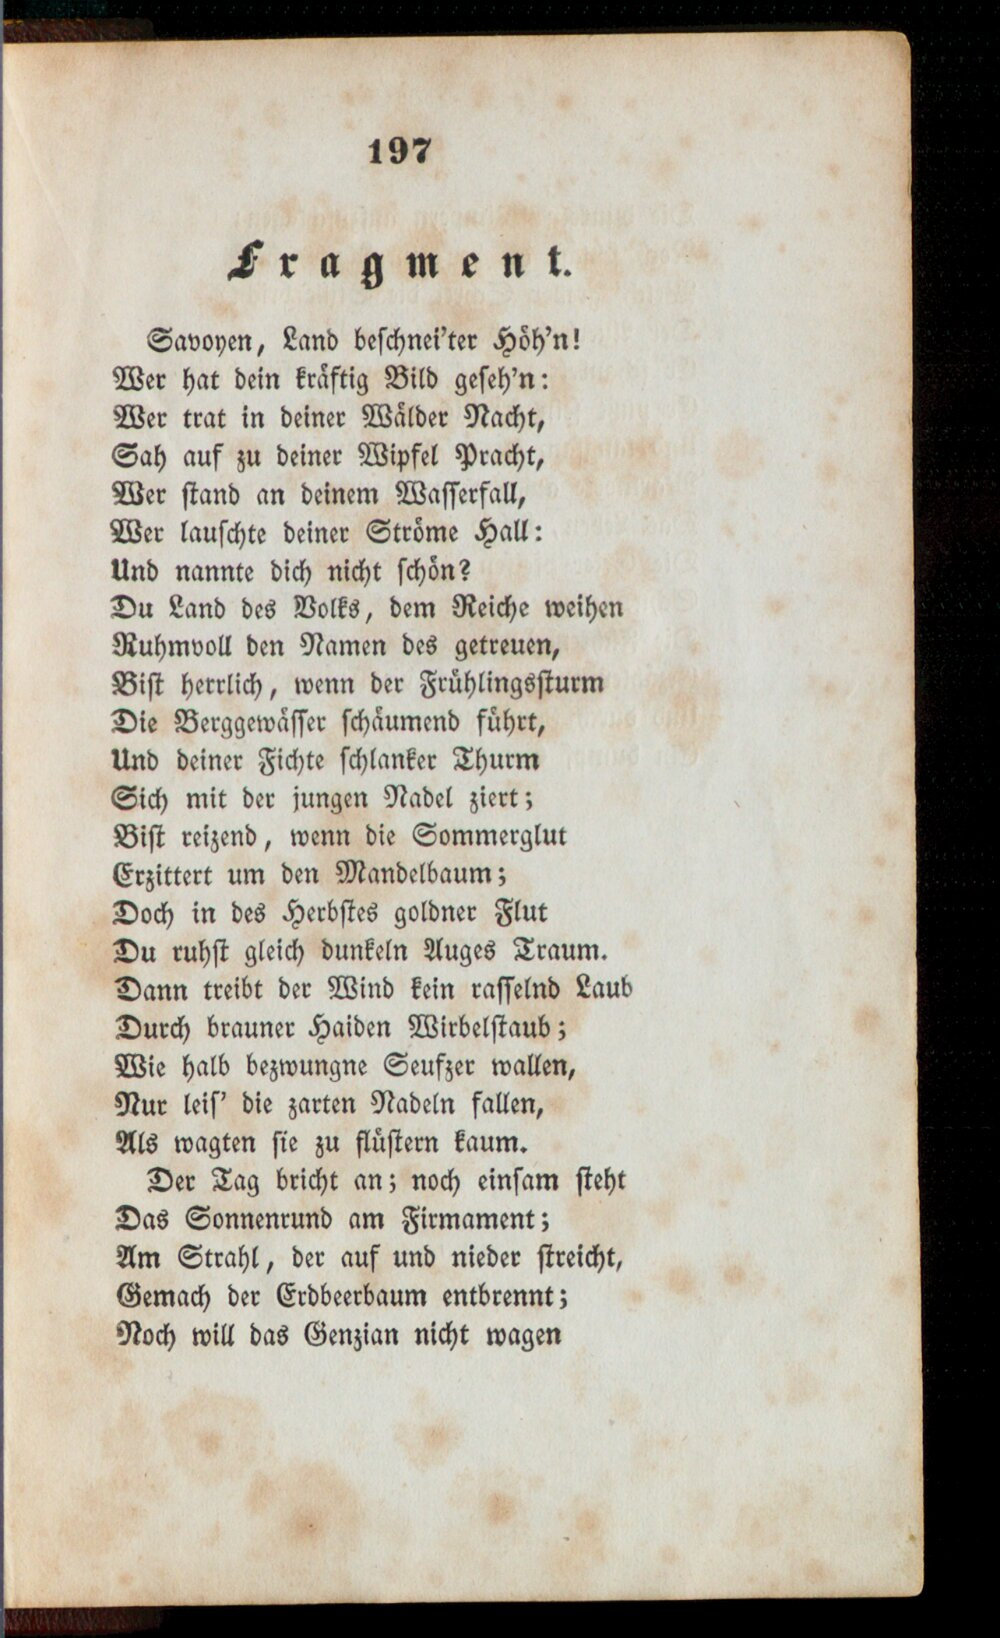 197
Fragment.
Savoyen, Land beschnei'ter Höh'n!
Wer hat dein kräftig Bild geseh'n:
Wer trat in deiner Wälder Nacht,
Sah auf zu deiner Wipfel Pracht,
Wer stand an deinem Wasserfall,
Wer lauschte deiner Ströme Hall:
Und nannte dich nicht schön?
Du Land des Volks, dem Reiche weihen
Ruhmvoll den Namen des getreuen,
Bist herrlich, wenn der Frühlingssturm
Die Berggewässer schäumend führt,
Und deiner Fichte schlanker Thurm
Sich mit der jungen Nadel ziert;
Bist reizend, wenn die Sommerglut
Erzittert um den Mandelbaum;
Doch in des Herbstes goldner Flut
Du ruhst gleich dunkeln Auges Traum.
Dann treibt der Wind kein rasselnd Laub
Durch brauner Haiden Wirbelstaub;
Wie halb bezwungne Seufzer wallen,
Nur leis' die zarten Nadeln fallen,
Als wagten sie zu flüstern kaum.
Der Tag bricht an; noch einsam steht
Das Sonnenrund am Firmament;
Am Strahl, der auf und nieder streicht,
Gemach der Erdbeerbaum entbrennt;
Noch will das Genzian nicht wagen